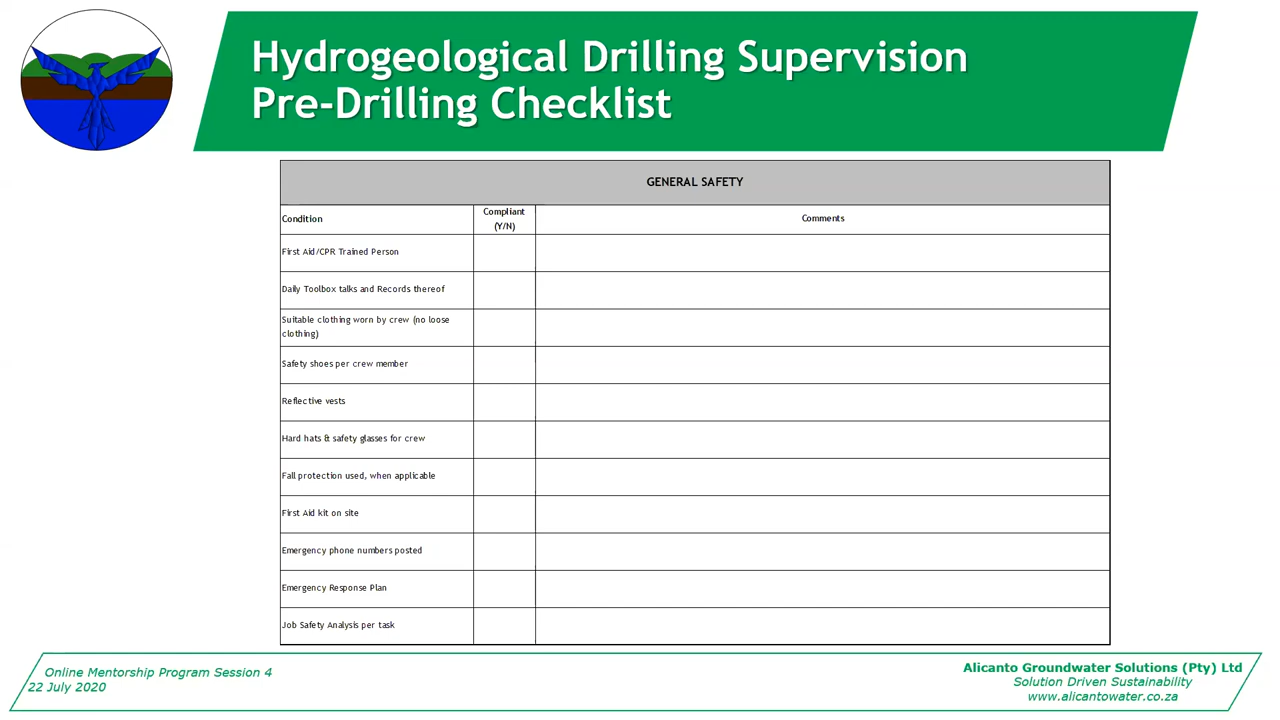 Hydrogeological Drilling Supervision
Pre-Drilling Checklist
GENERAL SAFETY
Condition
Compliant
(Y/N)
Comments
First Aid/CPR Trained Person
Daily Toolbox talks and Records thereof
Suitable clothing worn by crew (no loose
clothing)
Safety shoes per crew member
Reflective vests
Hard hats & safety glasses for crew
Fall protection used, when applicable
First Aid kit on site
Emergency phone numbers posted
Emergency Response Plan
Job Safety Analysis per task
Online Mentorship Program Session 4
22 July 2020
Alicanto Groundwater Solutions (Pty) Ltd
Solution Driven Sustainability
www.alicantowater.co.za